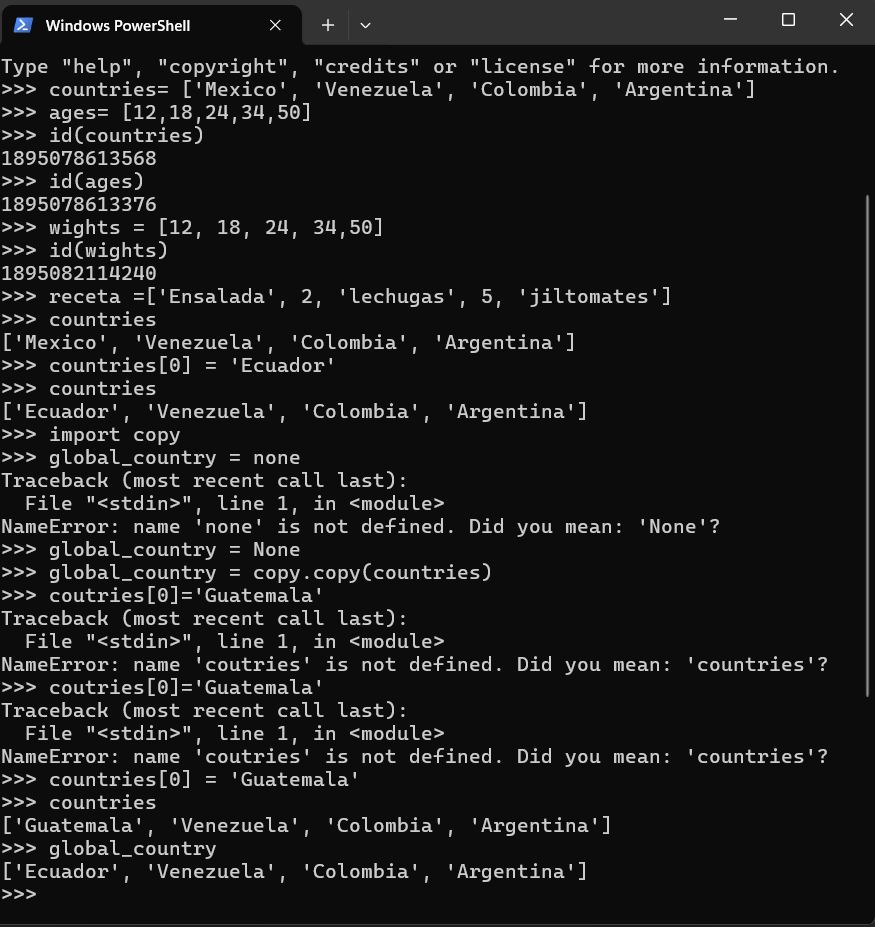 Windows PowerShell
Type "help", "copyright", "credits" or "license" for more information.
>>> countries= ['Mexico', 'Venezuela', 'Colombia', 'Argentina']
>>> ages= [12,18,24,34,50]
>>> id(countries)
1895078613568
>>> id(ages)
1895078613376
>>> wights = [12, 18, 24, 34,50]
>>> id(wights)
1895082114240
>>> receta =['Ensalada', 2, 'lechugas', 5, 'jiltomates']
>>> countries
['Mexico', 'Venezuela', 'Colombia', 'Argentina']
>>> countries[0] = 'Ecuador'
>>> countries
['Ecuador', 'Venezuela', 'Colombia', 'Argentina']
>>> import copy
>>> global_country = none
Traceback (most recent call last):
  File "<stdin>", line 1, in <module>
NameError: name 'none' is not defined. Did you mean: 'None'?
>>> global_country = None
>>> global_country = copy.copy(countries)
>>> coutries[0]='Guatemala'
Traceback (most recent call last):
  File "<stdin>", line 1, in <module>
NameError: name 'coutries' is not defined. Did you mean: 'countries'?
>>> coutries[0]='Guatemala'
Traceback (most recent call last):
  File "<stdin>", line 1, in <module>
NameError: name 'coutries' is not defined. Did you mean: 'countries'?
>>> countries[0] = 'Guatemala'
>>> countries
['Guatemala', 'Venezuela', 'Colombia', 'Argentina']
>>> global_country
['Ecuador', 'Venezuela', 'Colombia', 'Argentina']
>>>